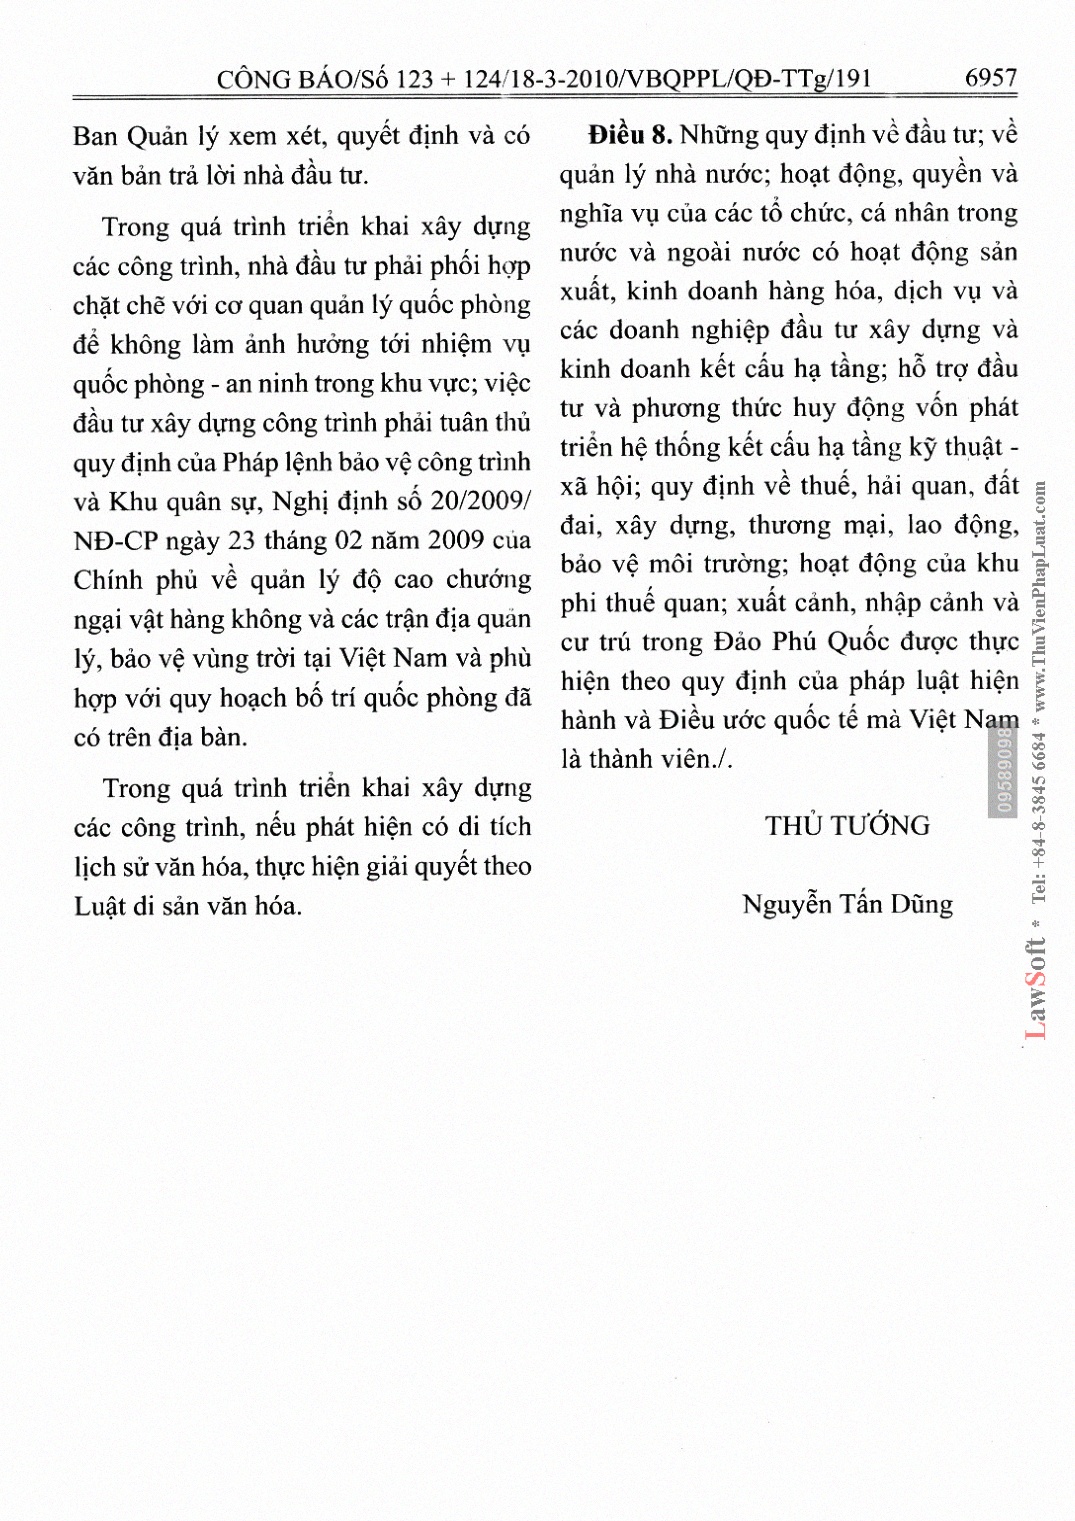 CÔNG BÁO/Số 123 + 124/18-3-2010/VBQPPL/QĐ-TTg/191 6957
Ban Quản lý xem xét, quyết định và có
văn bản trả lời nhà đầu tư.
Trong quá trình triển khai xây dựng
các công trình, nhà đầu tư phải phối hợp
chặt chẽ với cơ quan quản lý quốc phòng
để không làm ảnh hưởng tới nhiệm vụ
quốc phòng - an ninh trong khu vực; việc
đầu tư xây dựng công trình phải tuân thủ
quy định của Pháp lệnh bảo vệ công trình
và Khu quân sự, Nghị định số 20/2009/
NĐ-CP ngày 23 tháng 02 năm 2009 của
Chính phủ về quản lý độ cao chướng
ngại vật hàng không và các trận địa quản
lý, bảo vệ vùng trời tại Việt Nam và phù
hợp với quy hoạch bố trí quốc phòng đã
có trên địa bàn.
Trong quá trình triển khai xây dựng
các công trình, nếu phát hiện có di tích
lịch sử văn hóa, thực hiện giải quyết theo
Luật di sản văn hóa.
Điều 8. Những quy định về đầu tư; về
quản lý nhà nước; hoạt động, quyền và
nghĩa vụ của các tổ chức, cá nhân trong
nước và ngoài nước có hoạt động sản
xuất, kinh doanh hàng hóa, dịch vụ và
các doanh nghiệp đầu tư xây dựng và
kinh doanh kết cấu hạ tầng; hỗ trợ đầu
tư và phương thức huy động vốn phát
triển hệ thống kết cấu hạ tầng kỹ thuật -
xã hội; quy định về thuế, hải quan, đất
đai, xây dựng, thương mại, lao động,
bảo vệ môi trường; hoạt động của khu
phi thuế quan; xuất cảnh, nhập cảnh và
cư trú trong Đảo Phú Quốc được thực
hiện theo quy định của pháp luật hiện
hành và Điều ước quốc tế mà Việt Nam
là thành viên./.
THỦ TƯỚNG
Nguyễn Tấn Dũng
09589098
LawSoft * Tel: +84-8-3845 6684 * www.ThuVienPhapLuat.com